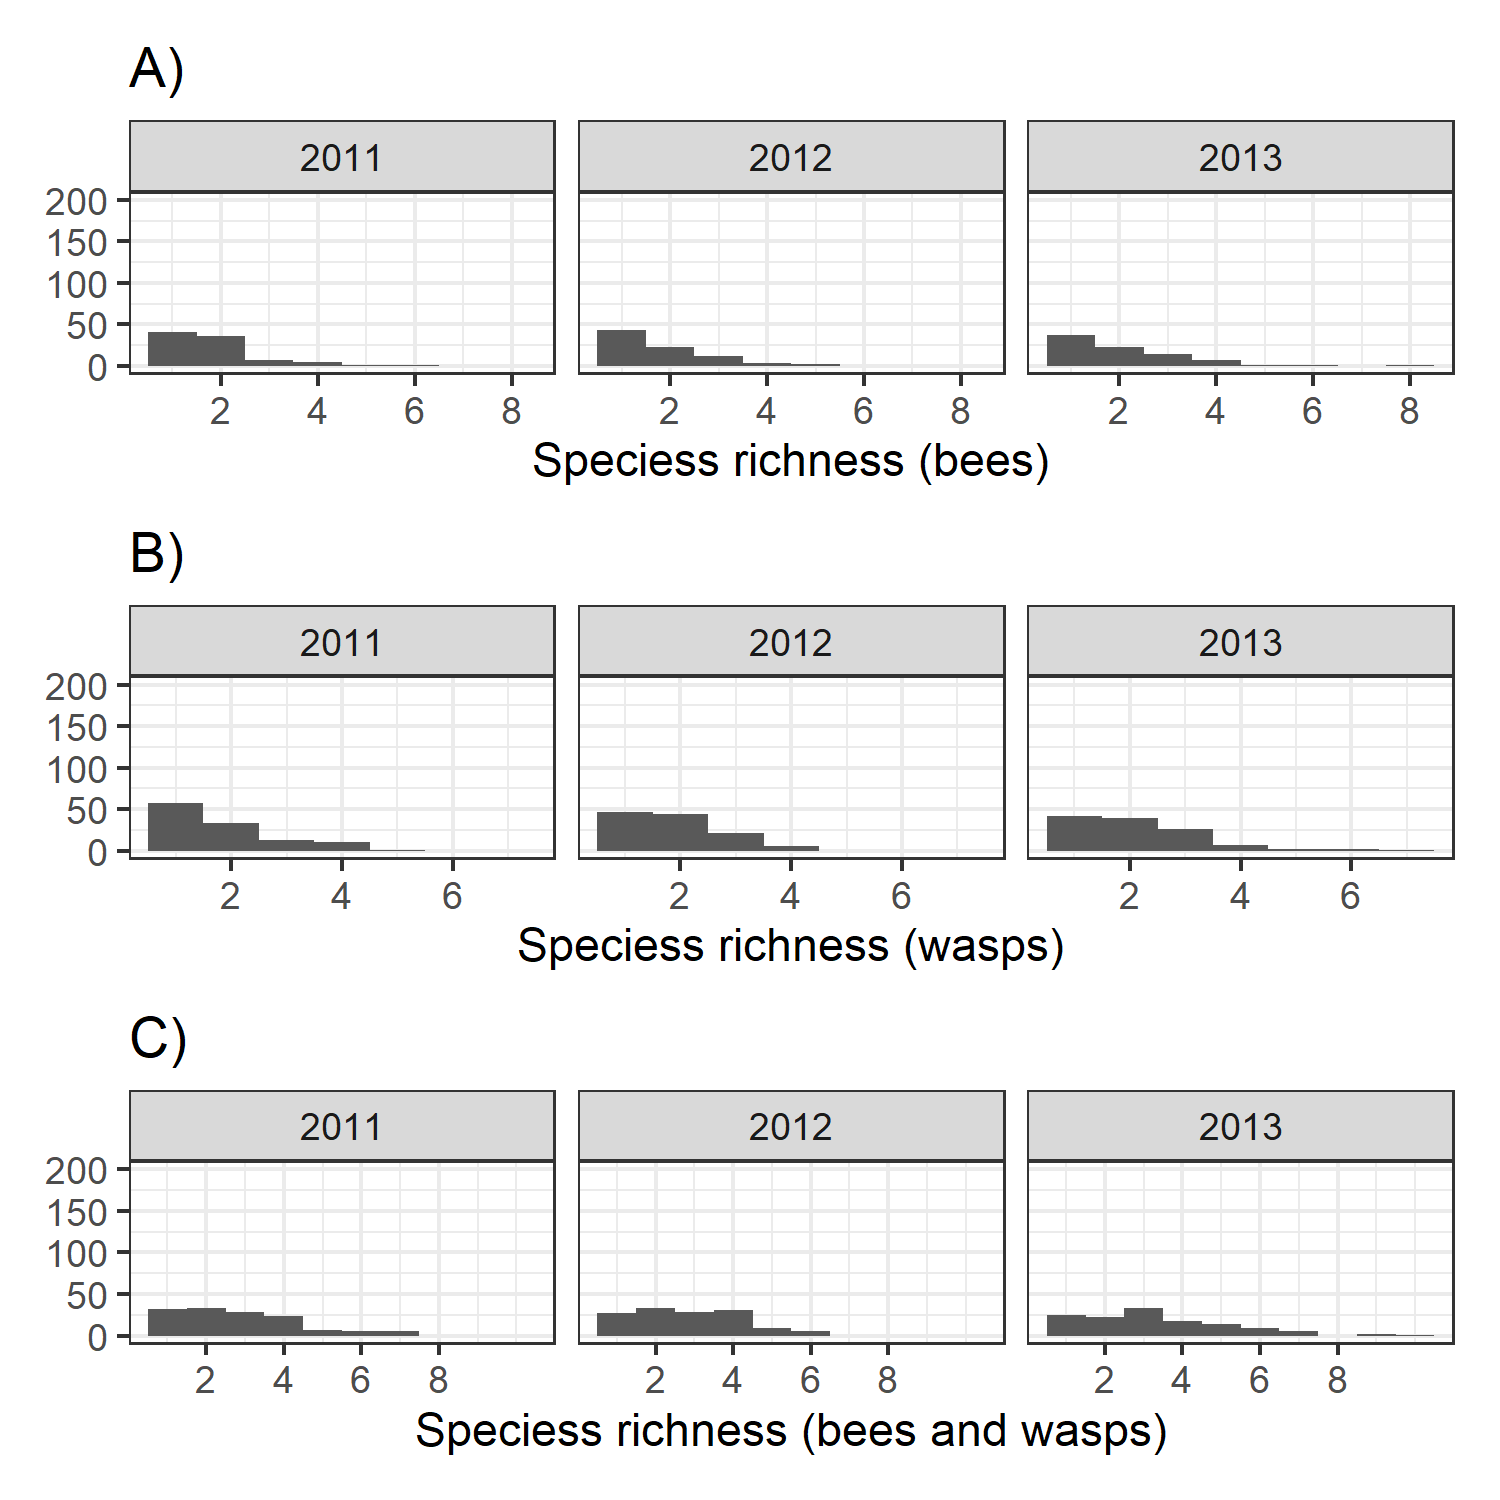 A)
2011 2012 2013
200
150
100
50
0
2 4 6 8 2 4 6 8 2 4 6 8
Speciess richness (bees)
B)
2011 2012 2013
200
150
100
50
0
2 4 6 2 4 6 2 4 6
Speciess richness (wasps)
C)
2011 2012 2013
200
150
100
50
0
2 4 6 8 2 4 6 8 2 4 6 8
Speciess richness (bees and wasps)